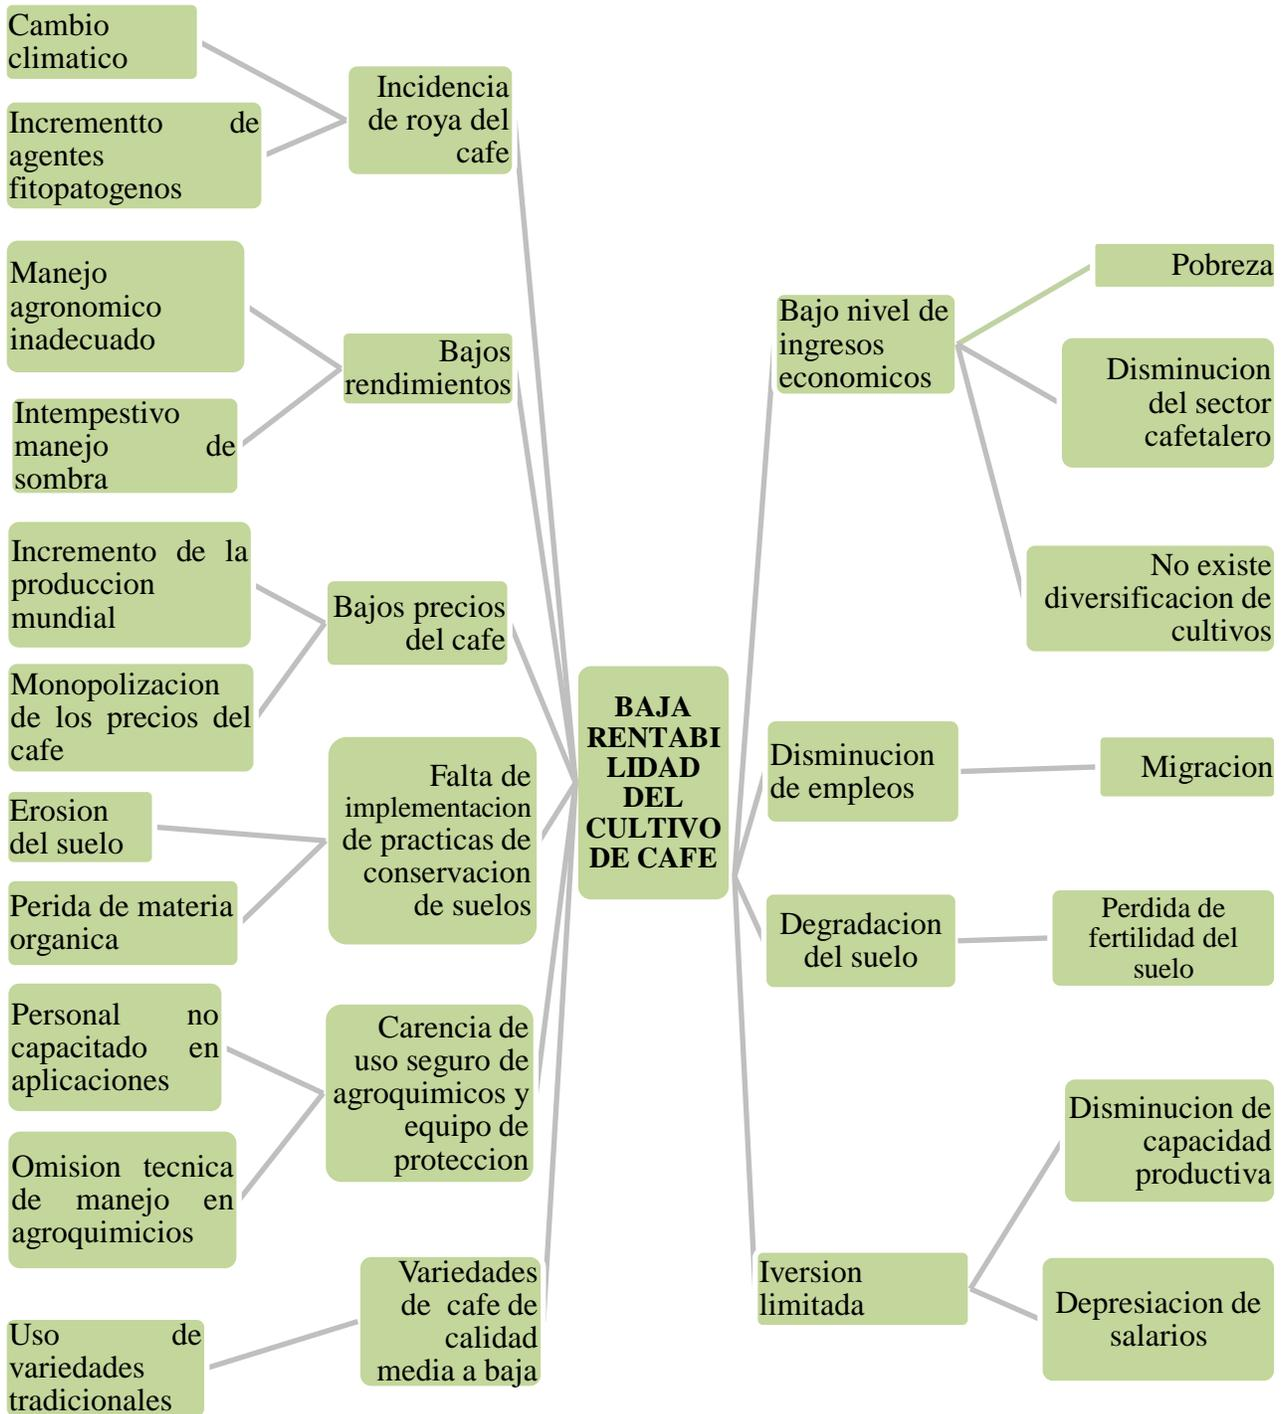 Cambio
climatico
Incrementto de
agentes
fitopatogenos
Incidencia
de roya del
cafe
Manejo
agronomico
inadecuado
Intempestivo
manejo de
sombra
Bajos
rendimientos
Incremento de la
produccion
mundial
Monopolizacion
de los precios del
cafe
Bajos precios
del cafe
Erosion
del suelo
Perida de materia
organica
Falta de
implementacion
de practicas de
conservacion
de suelos
Personal no
capacitado en
aplicaciones
Omision tecnica
de manejo en
agroquimicios
Carencia de
uso seguro de
agroquimicos y
equipo de
proteccion
Uso de
variedades
tradicionales
Variedades
de cafe de
calidad
media a baja
BAJA
RENTABI
LIDAD
DEL
CULTIVO
DE CAFE
Bajo nivel de
ingresos
economicos
Pobreza
Disminucion
del sector
cafetalero
No existe
diversificacion de
cultivos
Disminucion
de empleos
Migracion
Degradacion
del suelo
Perdida de
fertilidad del
suelo
Iversion
limitada
Disminucion de
capacidad
productiva
Depresiacion de
salarios